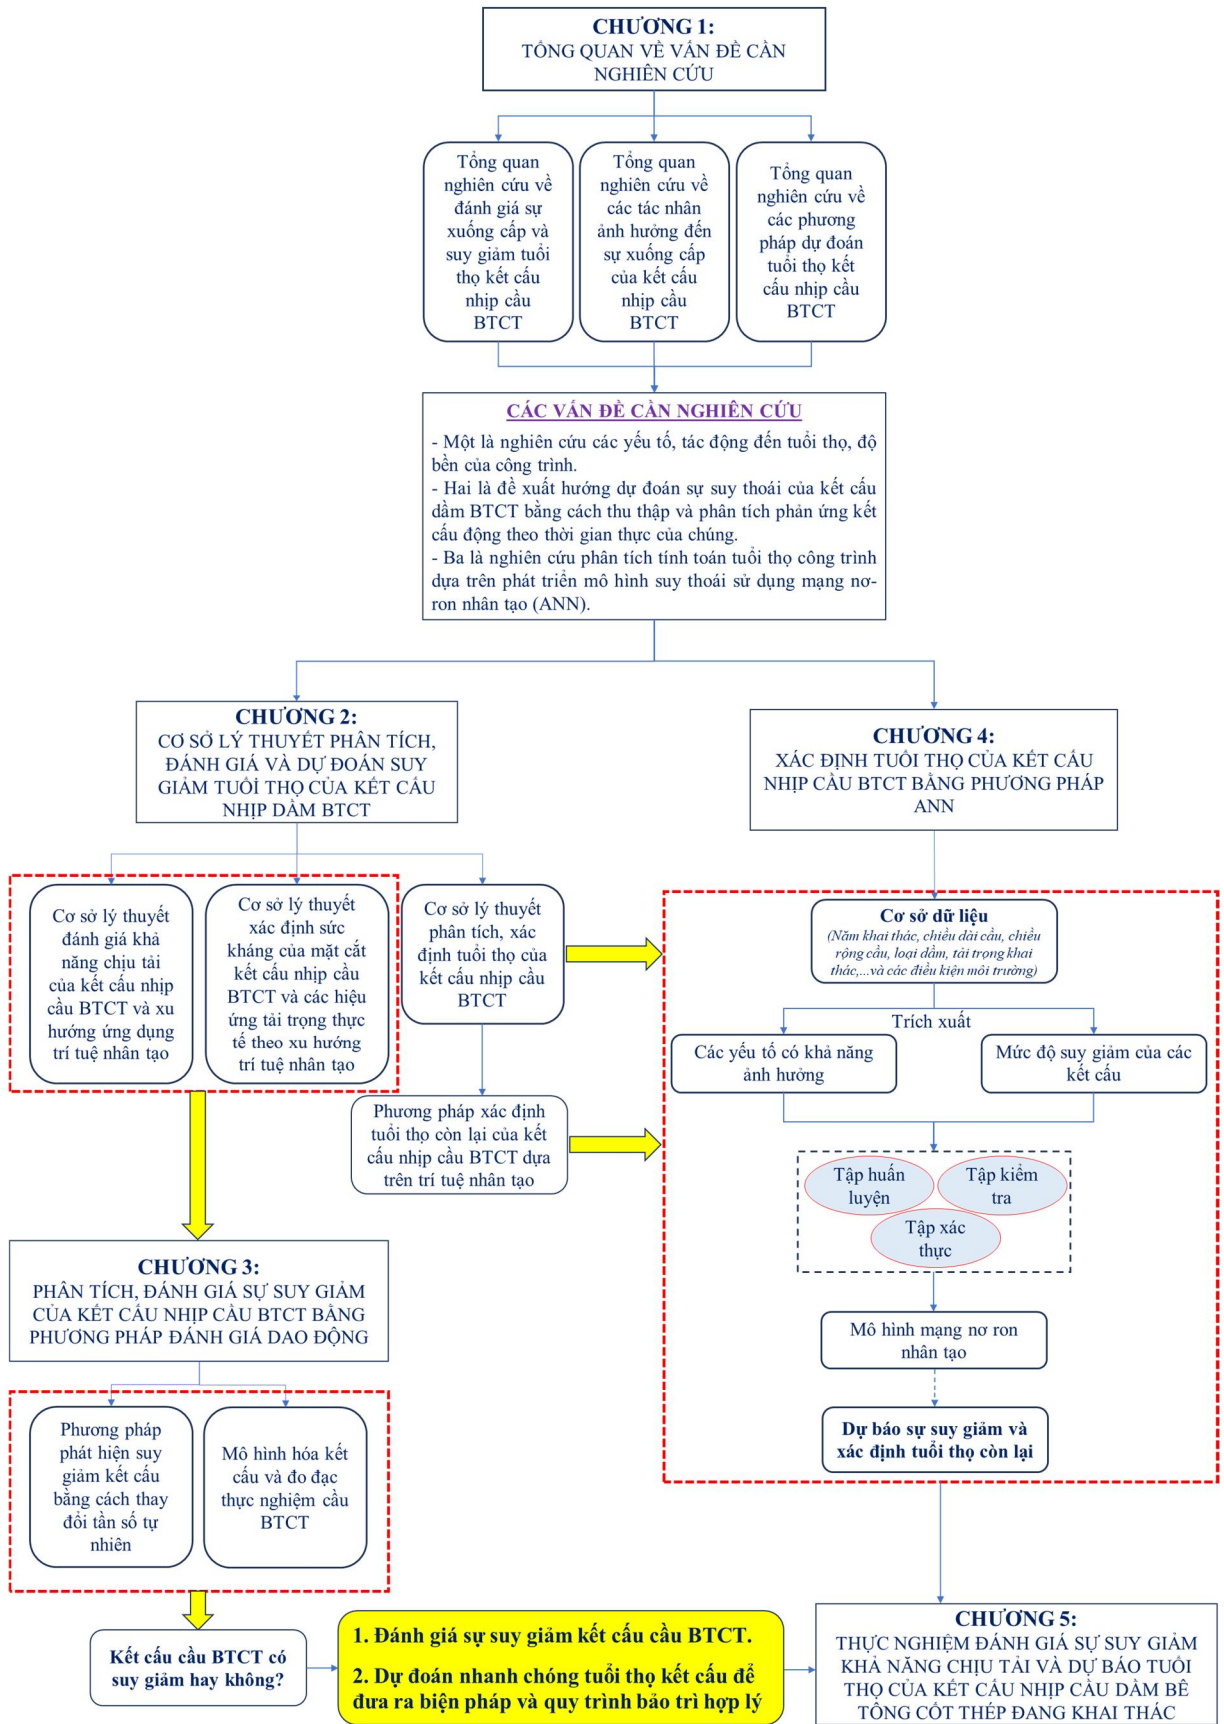 CHƯƠNG 1:
TỔNG QUAN VỀ VẤN ĐỀ CẦN
NGHIÊN CỨU
Tổng quan
nghiên cứu về
đánh giá sự
xuống cấp và
suy giảm tuổi
thọ kết cấu
nhịp cầu
BTCT
Tổng quan
nghiên cứu về
các tác nhân
ảnh hưởng đến
sự xuống cấp
của kết cấu
nhịp cầu
BTCT
Tổng quan
nghiên cứu về
các phương
pháp dự đoán
tuổi thọ kết
cấu nhịp cầu
BTCT
CÁC VẤN ĐỀ CẦN NGHIÊN CỨU
- Một là nghiên cứu các yếu tố, tác động đến tuổi thọ, độ
bền của công trình.
- Hai là đề xuất hướng dự đoán sự suy thoái của kết cấu
dầm BTCT bằng cách thu thập và phân tích phản ứng kết
cấu động theo thời gian thực của chúng.
- Ba là nghiên cứu phân tích tính toán tuổi thọ công trình
dựa trên phát triển mô hình suy thoái sử dụng mạng nơ-
ron nhân tạo (ANN).
CHƯƠNG 2:
CƠ SỞ LÝ THUYẾT PHÂN TÍCH,
ĐÁNH GIÁ VÀ DỰ ĐOÁN SUY
GIẢM TUỔI THỌ CỦA KẾT CẤU
NHỊP DẦM BTCT
CHƯƠNG 4:
XÁC ĐỊNH TUỔI THỌ CỦA KẾT CẤU
NHỊP CẦU BTCT BẰNG PHƯƠNG PHÁP
ANN
Cơ sở lý thuyết
đánh giá khả
năng chịu tải
của kết cấu nhịp
cầu BTCT và xu
hướng ứng dụng
trí tuệ nhân tạo
Cơ sở lý thuyết
xác định sức
kháng của mặt cắt
kết cấu nhịp cầu
BTCT và các hiệu
ứng tải trọng thực
tế theo xu hướng
trí tuệ nhân tạo
Cơ sở lý thuyết
phân tích, xác
định tuổi thọ của
kết cấu nhịp cầu
BTCT
Cơ sở dữ liệu
(Năm khai thác, chiều dài cầu, chiều
rộng cầu, loại dầm, tải trọng khai
thác,...và các điều kiện môi trường)
Trích xuất
Các yếu tố có khả năng
ảnh hưởng
Mức độ suy giảm của các
kết cấu
Phương pháp xác định
tuổi thọ còn lại của kết
cấu nhịp cầu BTCT dựa
trên trí tuệ nhân tạo
Tập huấn
luyện
Tập kiểm
tra
Tập xác
thực
CHƯƠNG 3:
PHÂN TÍCH, ĐÁNH GIÁ SỰ SUY GIẢM
CỦA KẾT CẤU NHỊP CẦU BTCT BẰNG
PHƯƠNG PHÁP ĐÁNH GIÁ DAO ĐỘNG
Mô hình mạng nơ ron
nhân tạo
Dự báo sự suy giảm và
xác định tuổi thọ còn lại
Phương pháp
phát hiện suy
giảm kết cấu
bằng cách thay
đổi tần số tự
nhiên
Mô hình hóa kết
cấu và đo đạc
thực nghiệm cầu
BTCT
Kết cấu cầu BTCT có
suy giảm hay không?
1. Đánh giá sự suy giảm kết cấu cầu BTCT.
2. Dự đoán nhanh chóng tuổi thọ kết cấu để
đưa ra biện pháp và quy trình bảo trì hợp lý
CHƯƠNG 5:
THỰC NGHIỆM ĐÁNH GIÁ SỰ SUY GIẢM
KHẢ NĂNG CHỊU TẢI VÀ DỰ BÁO TUỔI
THỌ CỦA KẾT CẤU NHỊP CẦU DẦM BÊ
TÔNG CỐT THÉP ĐANG KHAI THÁC